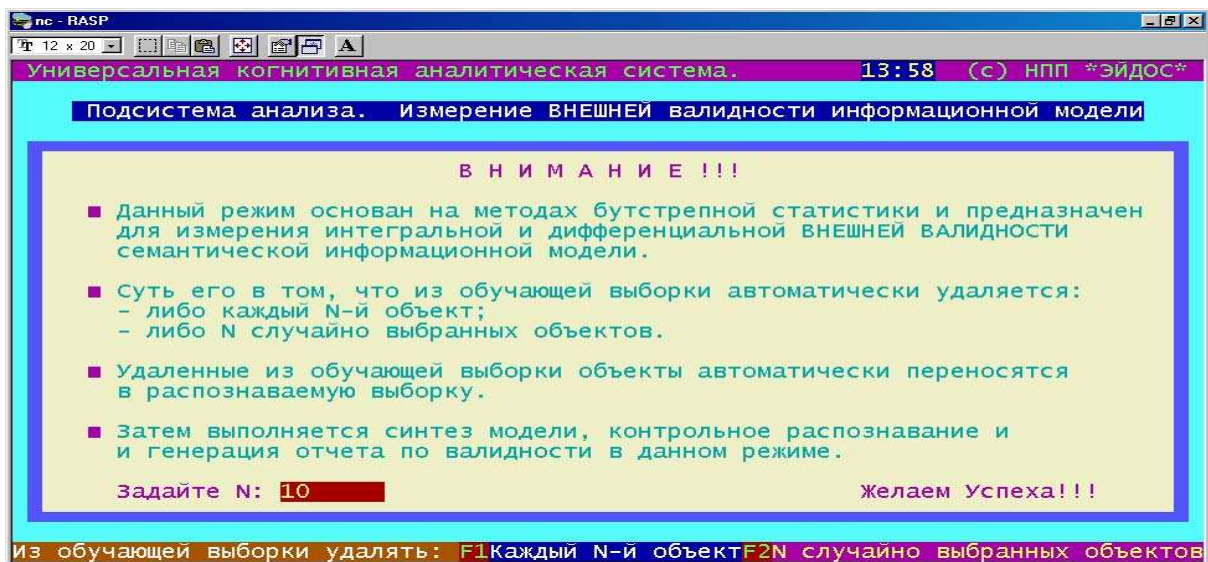 nc - RASP
12 x 20 A
Универсальная когнитивная аналитическая система. 13:58 (с) НПП *ЭЙДОС*
Подсистема анализа. Измерение ВНЕШНЕЙ валидности информационной модели
В Н И М А Н И Е !!!
■ Данный режим основан на методах бутстрепной статистики и предназначен
для измерения интегральной и дифференциальной ВНЕШНЕЙ ВАЛИДНОСТИ
семантической информационной модели.
■ Суть его в том, что из обучающей выборки автоматически удаляется:
– либо каждый N-й объект;
– либо N случайно выбранных объектов.
■ Удаленные из обучающей выборки объекты автоматически переносятся
в распознаваемую выборку.
■ Затем выполняется синтез модели, контрольное распознавание и
и генерация отчета по валидности в данном режиме.
Задайте N: 10 Желаем Успеха!!!
Из обучающей выборки удалять: F1Каждый N-й объектF2N случайно выбранных объектов